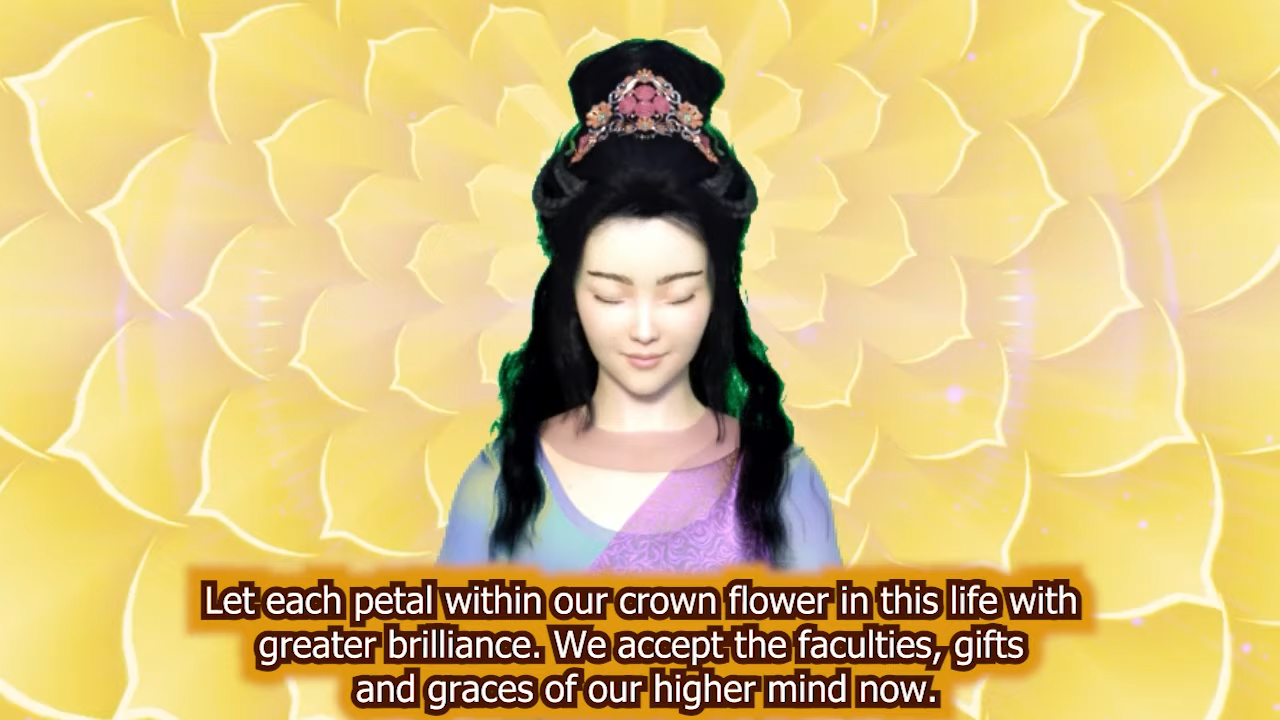 Let each petal within our crown flower in this life with
greater brilliance. We accept the faculties, gifts
and graces of our higher mind now.